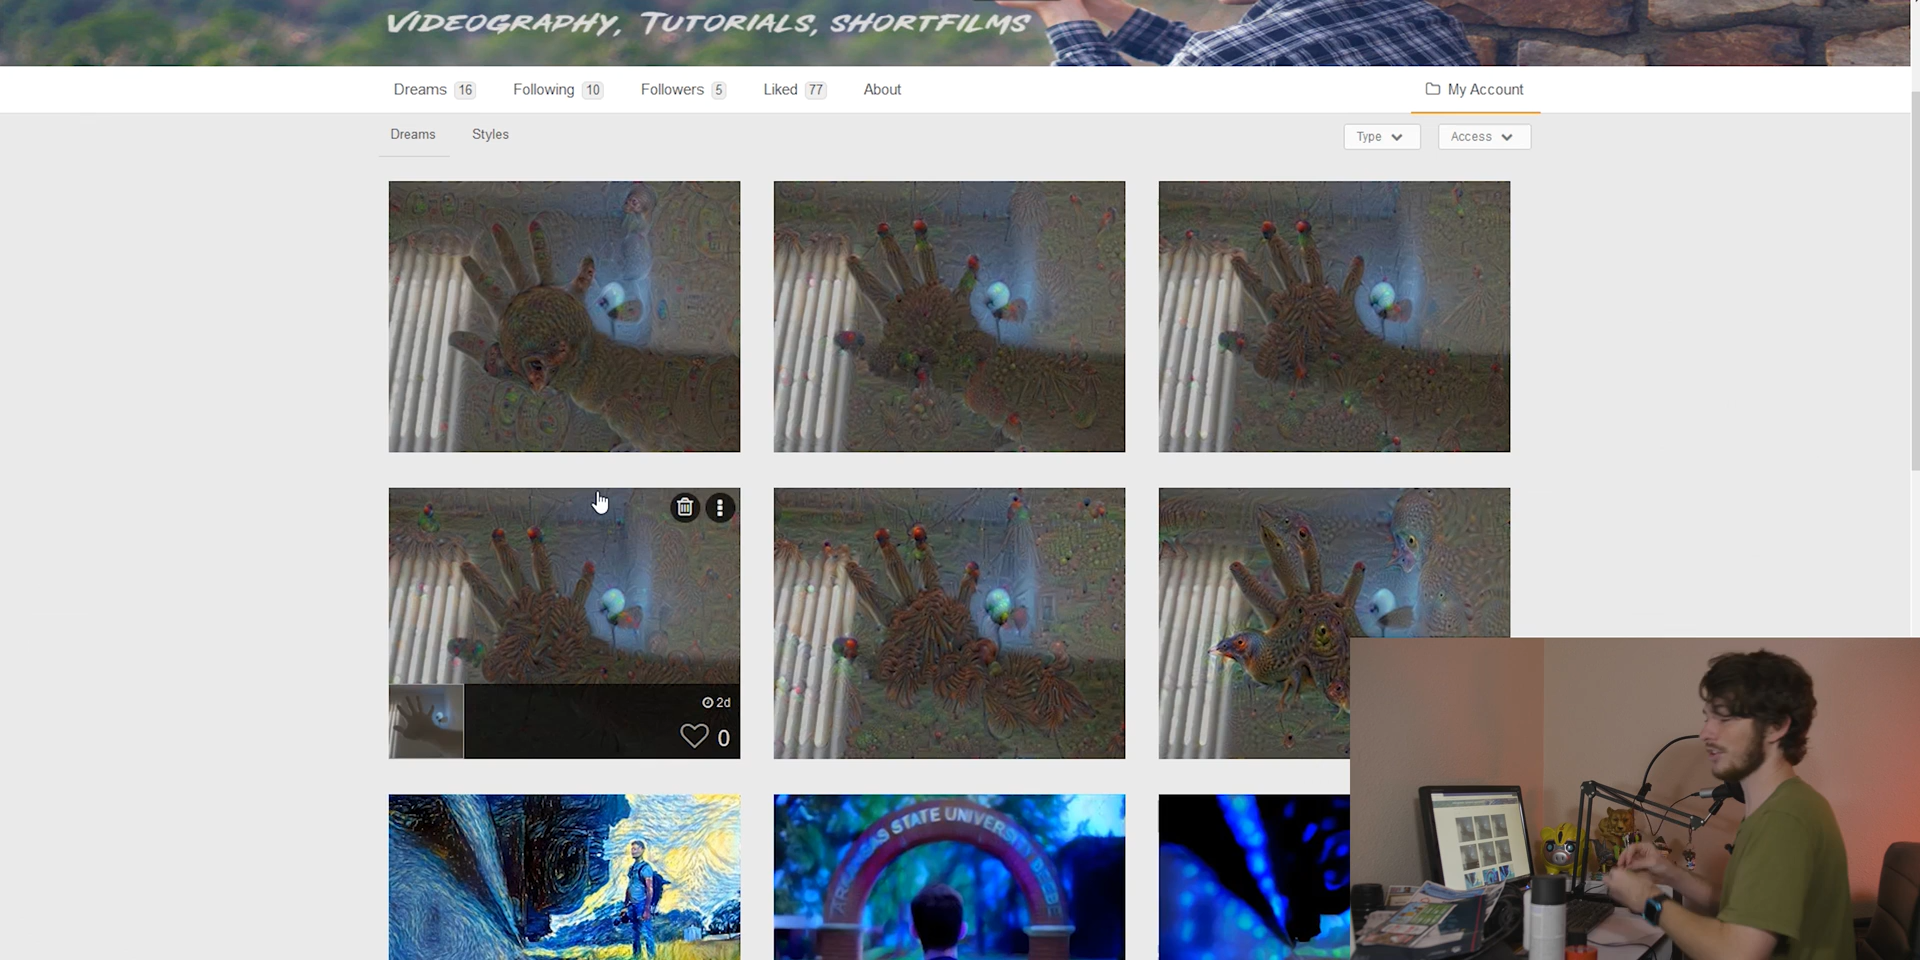 VIDEOGRAPHY, TUTORIALS, SHORTFILMS
Dreams 16 Following 10 Followers 5 Liked 77 About My Account
Dreams Styles Type Access
2d
0
STATE UNIVERSITY